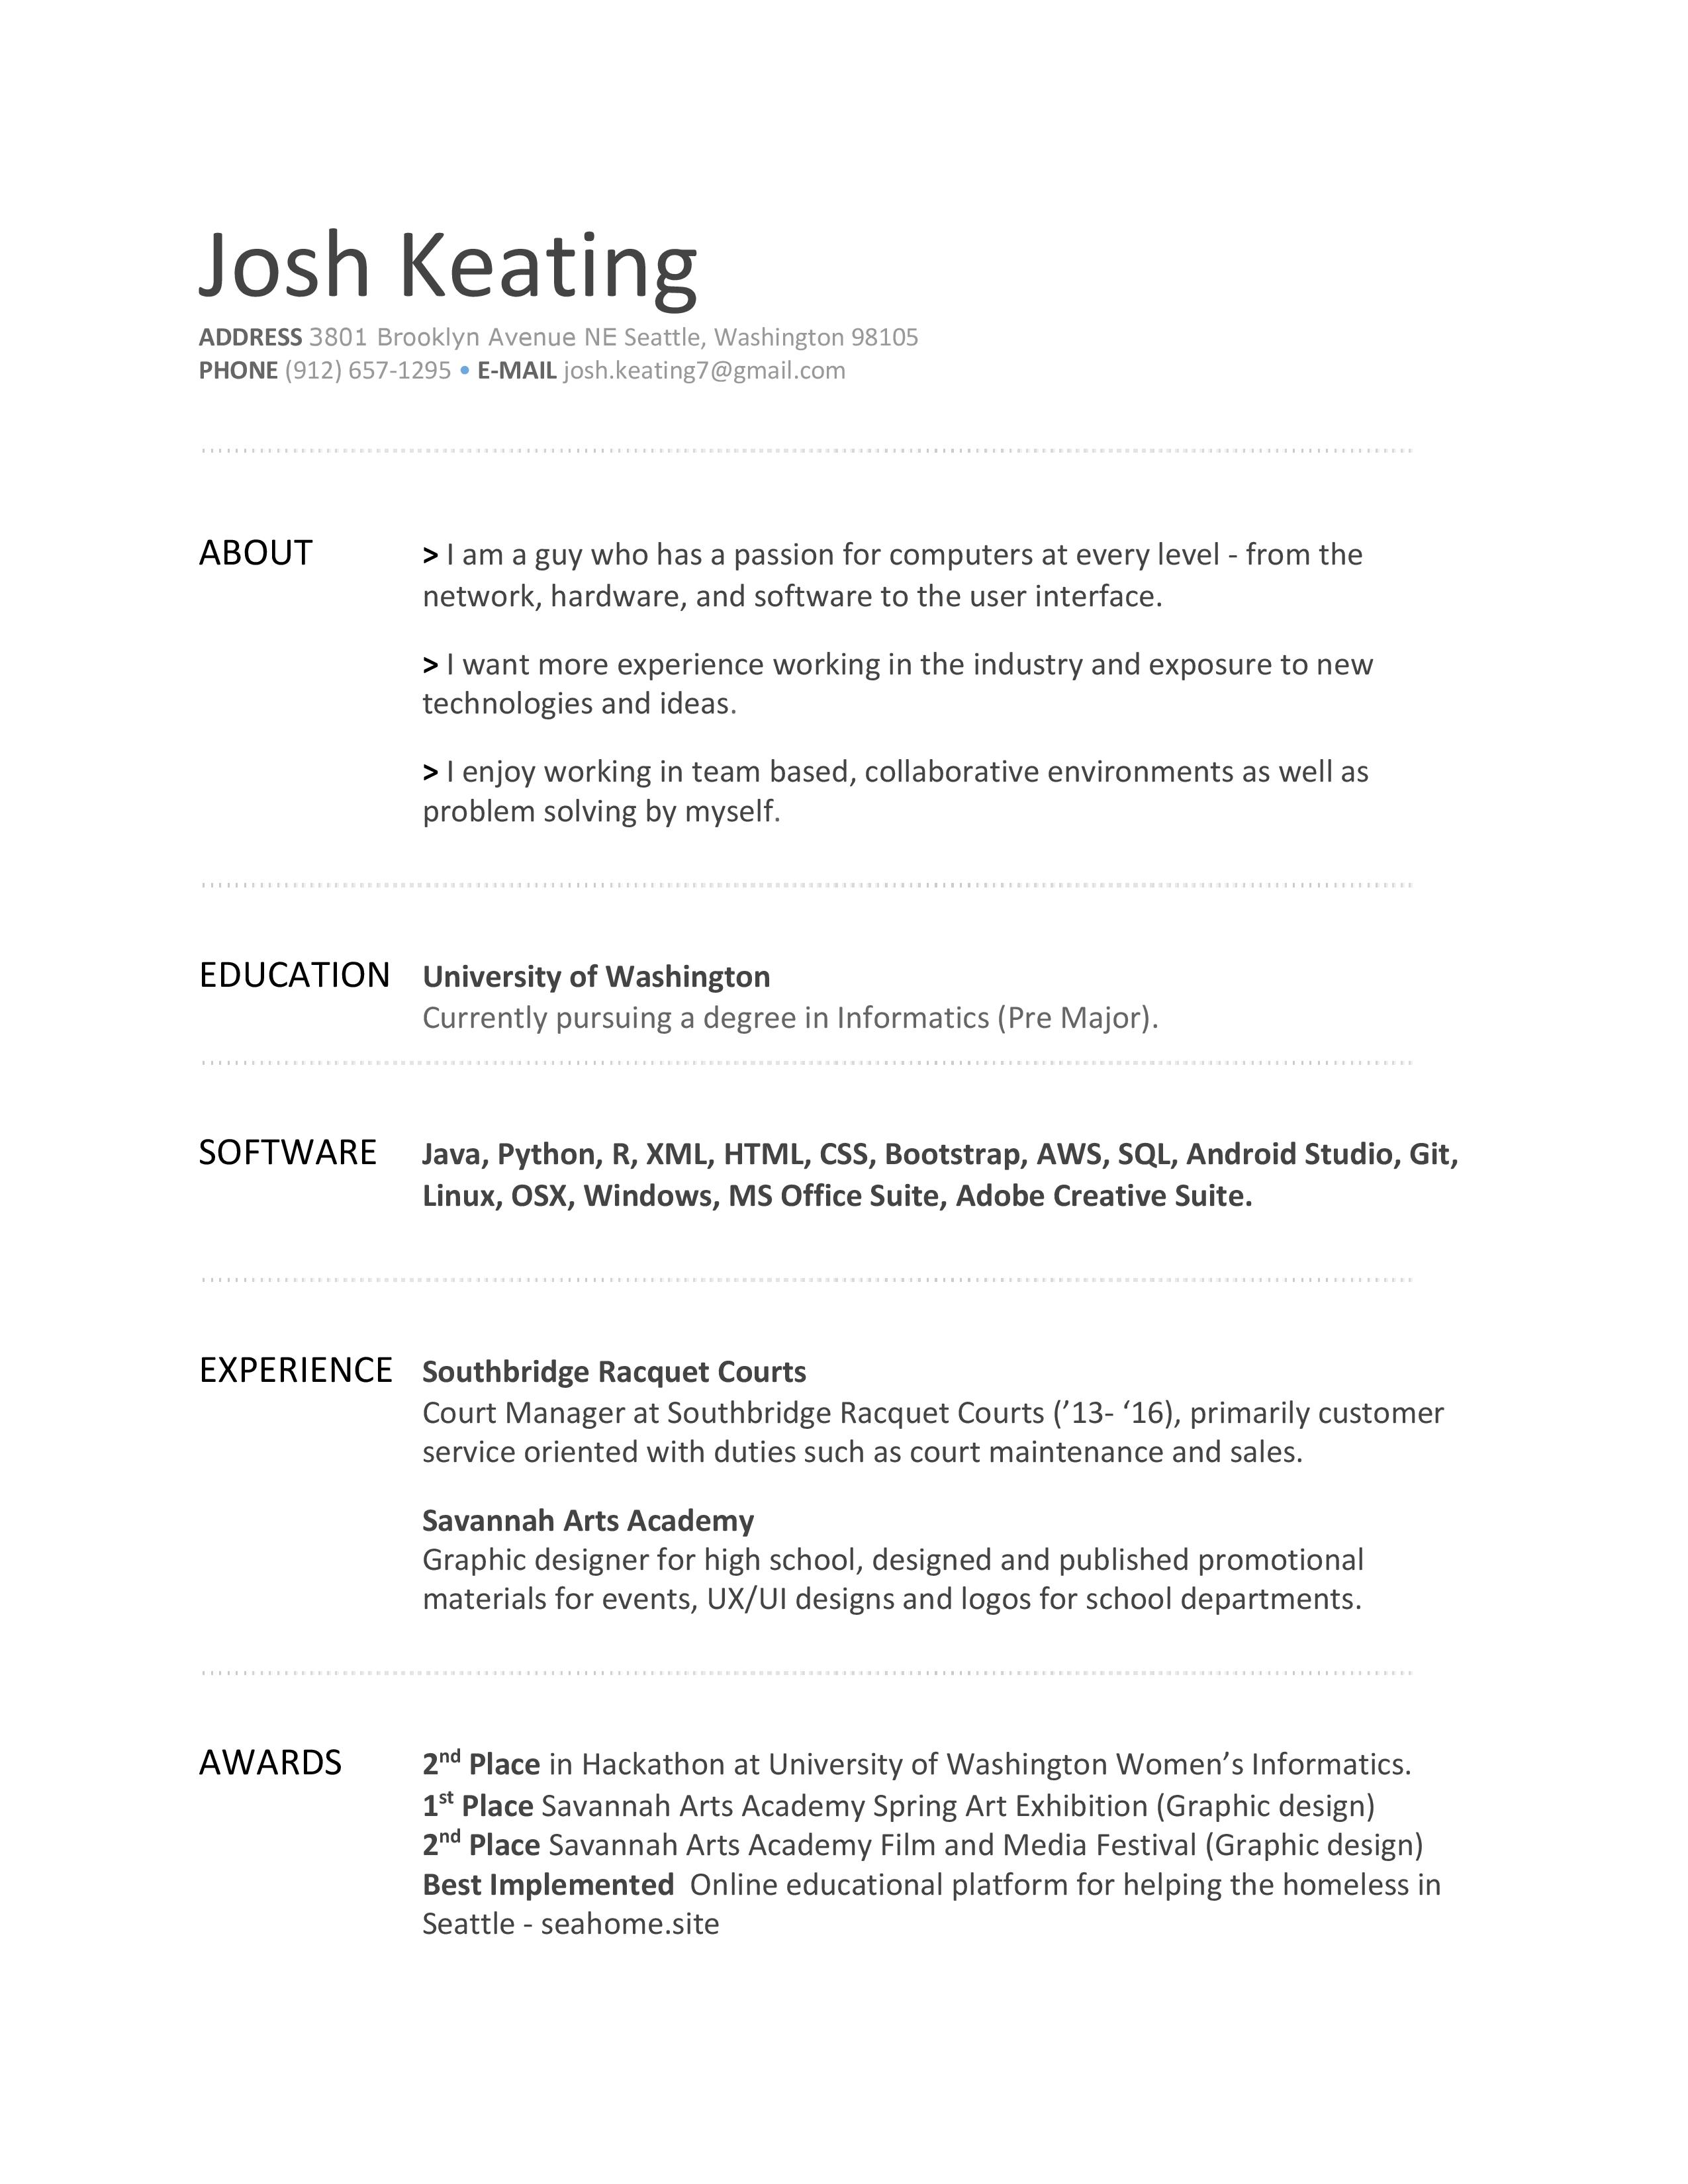 Josh Keating
ADDRESS 3801 Brooklyn Avenue NE Seattle, Washington 98105
PHONE (912) 657-1295 • E-MAIL josh.keating7@gmail.com
ABOUT
> I am a guy who has a passion for computers at every level - from the
network, hardware, and software to the user interface.
> I want more experience working in the industry and exposure to new
technologies and ideas.
> I enjoy working in team based, collaborative environments as well as
problem solving by myself.
EDUCATION
University of Washington
Currently pursuing a degree in Informatics (Pre Major).
SOFTWARE
Java, Python, R, XML, HTML, CSS, Bootstrap, AWS, SQL, Android Studio, Git,
Linux, OSX, Windows, MS Office Suite, Adobe Creative Suite.
EXPERIENCE
Southbridge Racquet Courts
Court Manager at Southbridge Racquet Courts (’13- ‘16), primarily customer
service oriented with duties such as court maintenance and sales.
Savannah Arts Academy
Graphic designer for high school, designed and published promotional
materials for events, UX/UI designs and logos for school departments.
AWARDS
2nd Place in Hackathon at University of Washington Women’s Informatics.
1st Place Savannah Arts Academy Spring Art Exhibition (Graphic design)
2nd Place Savannah Arts Academy Film and Media Festival (Graphic design)
Best Implemented  Online educational platform for helping the homeless in
Seattle - seahome.site